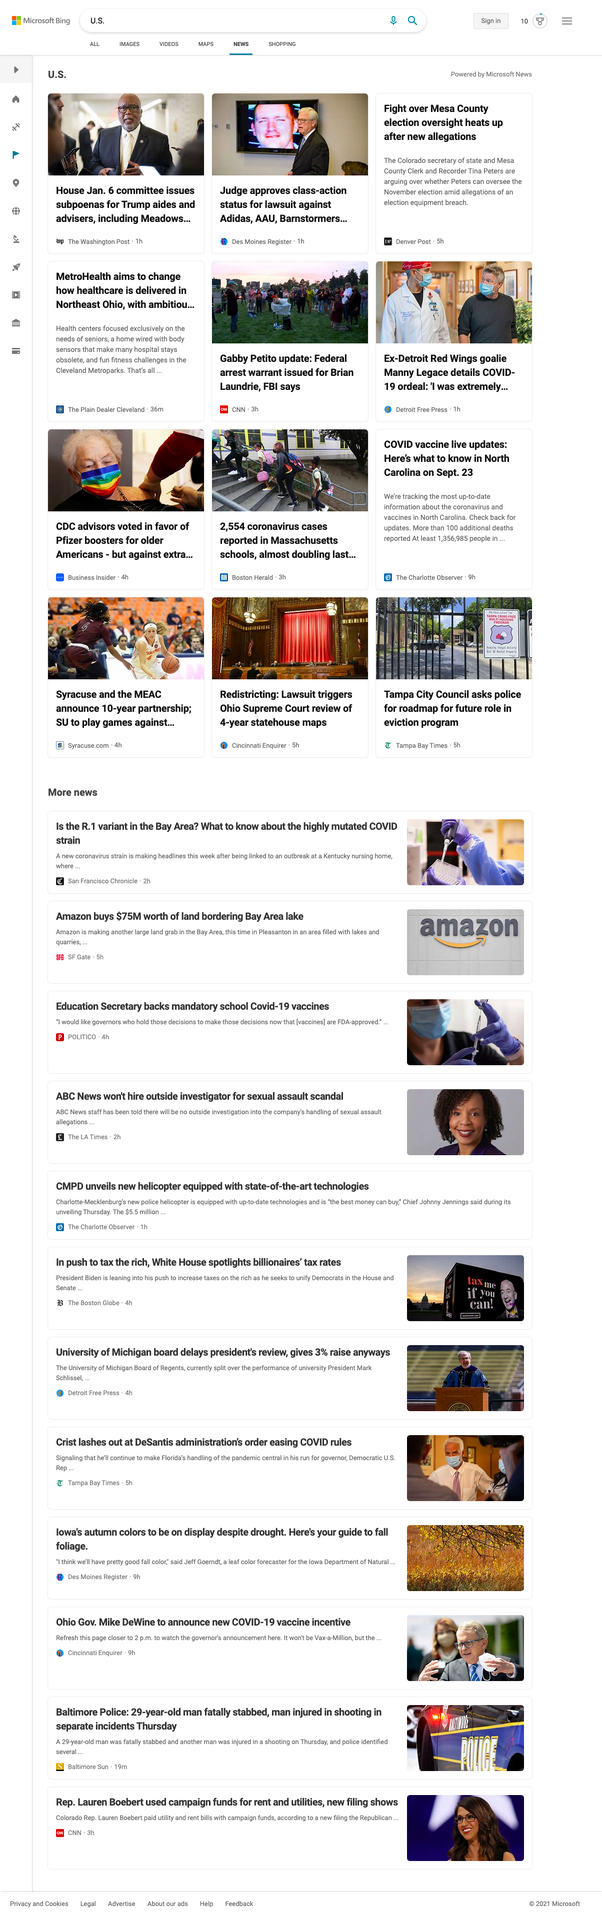 Microsoft Bing
U.S.
Sign in
10
ALL IMAGES VIDEOS MAPS NEWS SHOPPING
U.S.
Powered by Microsoft News
House Jan. 6 committee issues
subpoenas for Trump aides and
advisers, including Meadows...
wp The Washington Post · 1h
Judge approves class-action
status for lawsuit against
Adidas, AAU, Barnstormers...
Des Moines Register · 1h
Fight over Mesa County
election oversight heats up
after new allegations
The Colorado secretary of state and Mesa
County Clerk and Recorder Tina Peters are
arguing over whether Peters can oversee the
November election amid allegations of an
election equipment breach.
Denver Post · 5h
MetroHealth aims to change
how healthcare is delivered in
Northeast Ohio, with ambitiou...
Health centers focused exclusively on the
needs of seniors, a home wired with body
sensors that make many hospital stays
obsolete, and fun fitness challenges in the
Cleveland Metroparks. That's all ...
The Plain Dealer Cleveland · 36m
Gabby Petito update: Federal
arrest warrant issued for Brian
Laundrie, FBI says
CNN · 3h
Ex-Detroit Red Wings goalie
Manny Legace details COVID-
19 ordeal: 'I was extremely...
Detroit Free Press · 1h
CDC advisors voted in favor of
Pfizer boosters for older
Americans - but against extra...
Business Insider · 4h
2,554 coronavirus cases
reported in Massachusetts
schools, almost doubling last...
Boston Herald · 3h
COVID vaccine live updates:
Here's what to know in North
Carolina on Sept. 23
We're tracking the most up-to-date
information about the coronavirus and
vaccines in North Carolina. Check back for
updates. More than 100 additional deaths
reported At least 1,356,985 people in ...
The Charlotte Observer · 9h
Syracuse and the MEAC
announce 10-year partnership;
SU to play games against...
Syracuse.com · 4h
Redistricting: Lawsuit triggers
Ohio Supreme Court review of
4-year statehouse maps
Cincinnati Enquirer · 5h
Tampa City Council asks police
for roadmap for future role in
eviction program
Tampa Bay Times · 5h
More news
Is the R.1 variant in the Bay Area? What to know about the highly mutated COVID
strain
A new coronavirus strain is making headlines this week after being linked to an outbreak at a Kentucky nursing home,
where ...
San Francisco Chronicle · 2h
Amazon buys $75M worth of land bordering Bay Area lake
Amazon is making another large land grab in the Bay Area, this time in Pleasanton in an area filled with lakes and
quarries, ...
SF Gate · 5h
amazon
Education Secretary backs mandatory school Covid-19 vaccines
"I would like governors who hold those decisions to make those decisions now that [vaccines] are FDA-approved." ...
POLITICO · 4h
ABC News won't hire outside investigator for sexual assault scandal
ABC News staff has been told there will be no outside investigation into the company's handling of sexual assault
allegations ...
The LA Times · 2h
CMPD unveils new helicopter equipped with state-of-the-art technologies
Charlotte-Mecklenburg's new police helicopter is equipped with up-to-date technologies and is "the best money can buy," Chief Johnny Jennings said during its
unveiling Thursday. The $5.5 million ...
The Charlotte Observer · 1h
In push to tax the rich, White House spotlights billionaires' tax rates
President Biden is leaning into his push to increase taxes on the rich as he seeks to unify Democrats in the House and
Senate ...
The Boston Globe · 4h
tax me
if you
can!
University of Michigan board delays president's review, gives 3% raise anyways
The University of Michigan Board of Regents, currently split over the performance of university President Mark
Schlissel, ...
Detroit Free Press · 4h
Crist lashes out at DeSantis administration's order easing COVID rules
Signaling that he'll continue to make Florida's handling of the pandemic central in his run for governor, Democratic U.S.
Rep ...
Tampa Bay Times · 5h
Iowa's autumn colors to be on display despite drought. Here's your guide to fall
foliage.
"I think we'll have pretty good fall color," said Jeff Goerndt, a leaf color forecaster for the Iowa Department of Natural ...
Des Moines Register · 9h
Ohio Gov. Mike DeWine to announce new COVID-19 vaccine incentive
Refresh this page closer to 2 p.m. to watch the governor's announcement here. It won't be Vax-a-Million, but the ...
Cincinnati Enquirer · 9h
Baltimore Police: 29-year-old man fatally stabbed, man injured in shooting in
separate incidents Thursday
A 29-year-old man was fatally stabbed and another man was injured in a shooting on Thursday, and police identified
several ...
Baltimore Sun · 19m
POLICE
Rep. Lauren Boebert used campaign funds for rent and utilities, new filing shows
Colorado Rep. Lauren Boebert paid utility and rent bills with campaign funds, according to a new filing the Republican ...
CNN · 3h
Privacy and Cookies Legal Advertise About our ads Help Feedback © 2021 Microsoft